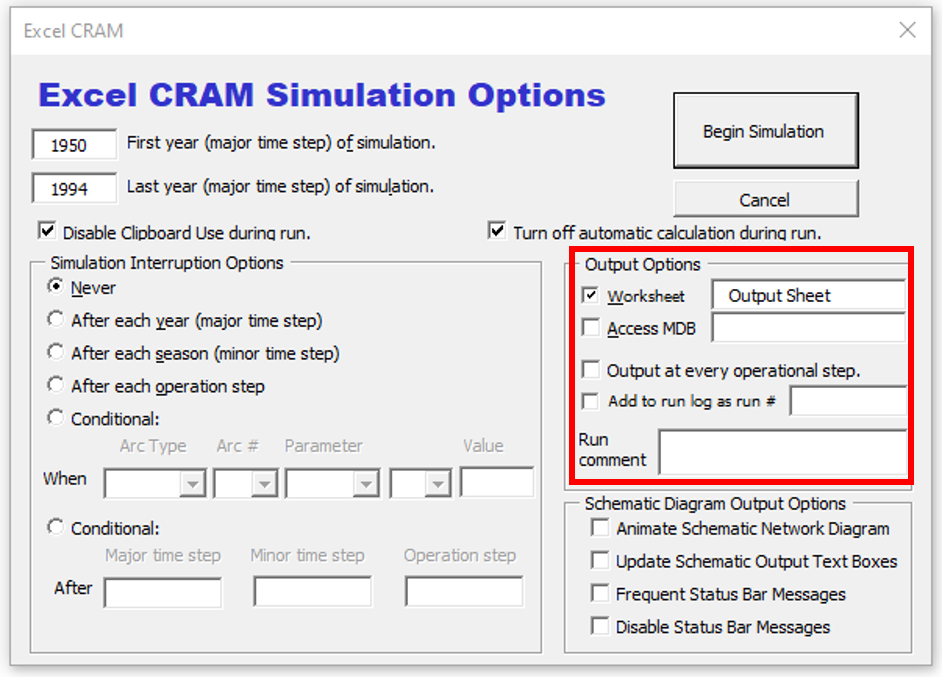 Excel CRAM
Excel CRAM Simulation Options
1950 First year (major time step) of simulation.
1994 Last year (major time step) of simulation.
Begin Simulation
Cancel
Disable Clipboard Use during run.
Turn off automatic calculation during run.
Simulation Interruption Options
Never
After each year (major time step)
After each season (minor time step)
After each operation step
Conditional:
Arc Type Arc # Parameter Value
When
Conditional:
Major time step Minor time step Operation step
After
Output Options
Worksheet Output Sheet
Access MDB
Output at every operational step.
Add to run log as run #
Run
comment
Schematic Diagram Output Options
Animate Schematic Network Diagram
Update Schematic Output Text Boxes
Frequent Status Bar Messages
Disable Status Bar Messages